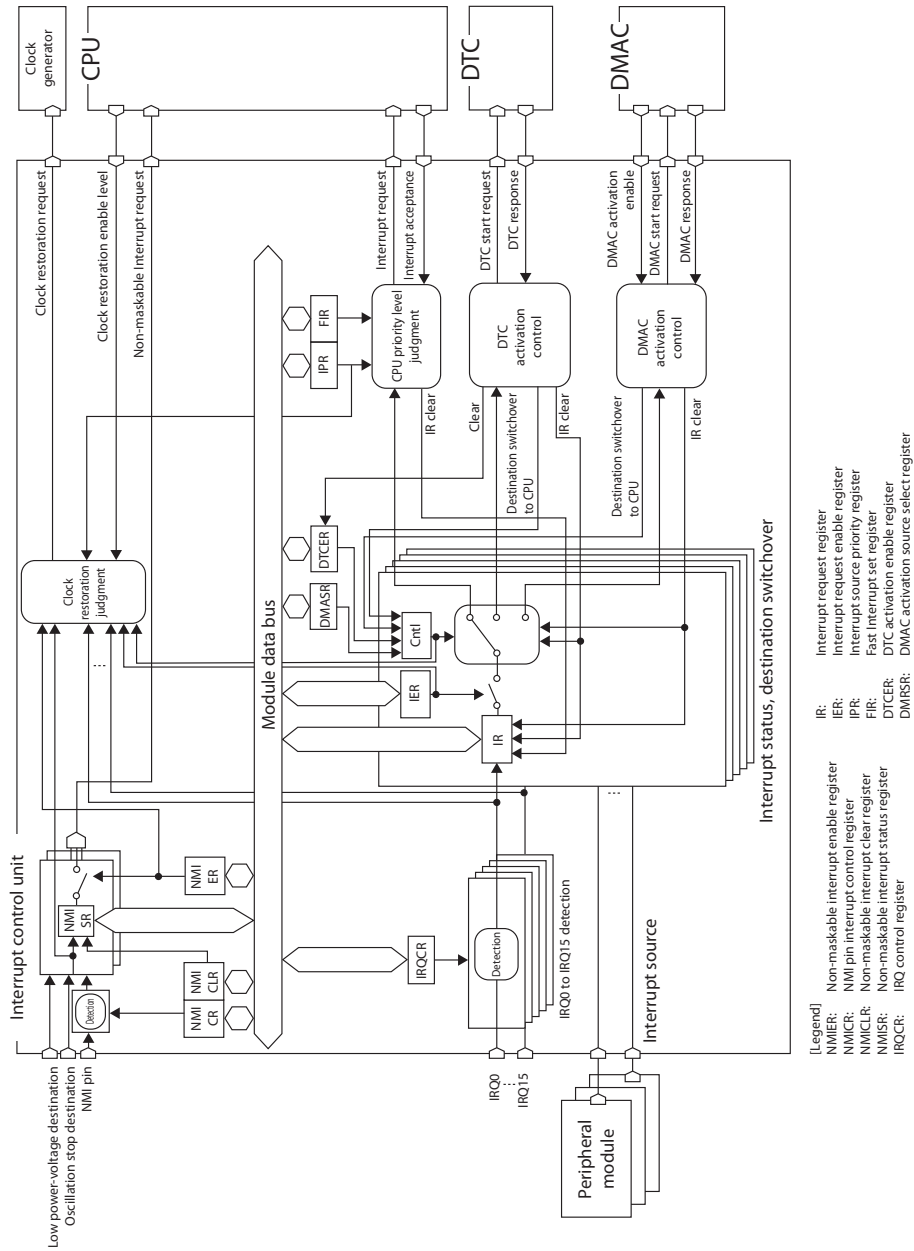 Interrupt control unit
Low power-voltage destination
Oscillation stop destination
NMI pin
Detection
NMI
SR
NMI
CR
NMI
CLR
NMI
ER
Clock
restoration
judgment
Clock restoration request
Clock restoration enable level
Non-maskable Interrupt request
Clock
generator
CPU
Module data bus
IRQCR
IER
DMASR
DTCER
IPR
FIR
Cntl
IR
CPU priority level
judgment
Interrupt request
Interrupt acceptance
IR clear
Clear
Destination switchover
to CPU
IR clear
DTC
activation
control
DTC start request
DTC response
DTC
Destination switchover
to CPU
IR clear
DMAC
activation
control
DMAC activation
enable
DMAC start request
DMAC response
DMAC
IRQ0
IRQ15
Detection
IRQ0 to IRQ15 detection
Interrupt source
Interrupt status, destination switchover
Peripheral
module
[Legend]
NMIER: Non-maskable interrupt enable register
NMICR: NMI pin interrupt control register
NMICLR: Non-maskable interrupt clear register
NMISR: Non-maskable interrupt status register
IRQCR: IRQ control register
IR: Interrupt request register
IER: Interrupt request enable register
IPR: Interrupt source priority register
FIR: Fast Interrupt set register
DTCER: DTC activation enable register
DMRSR: DMAC activation source select register